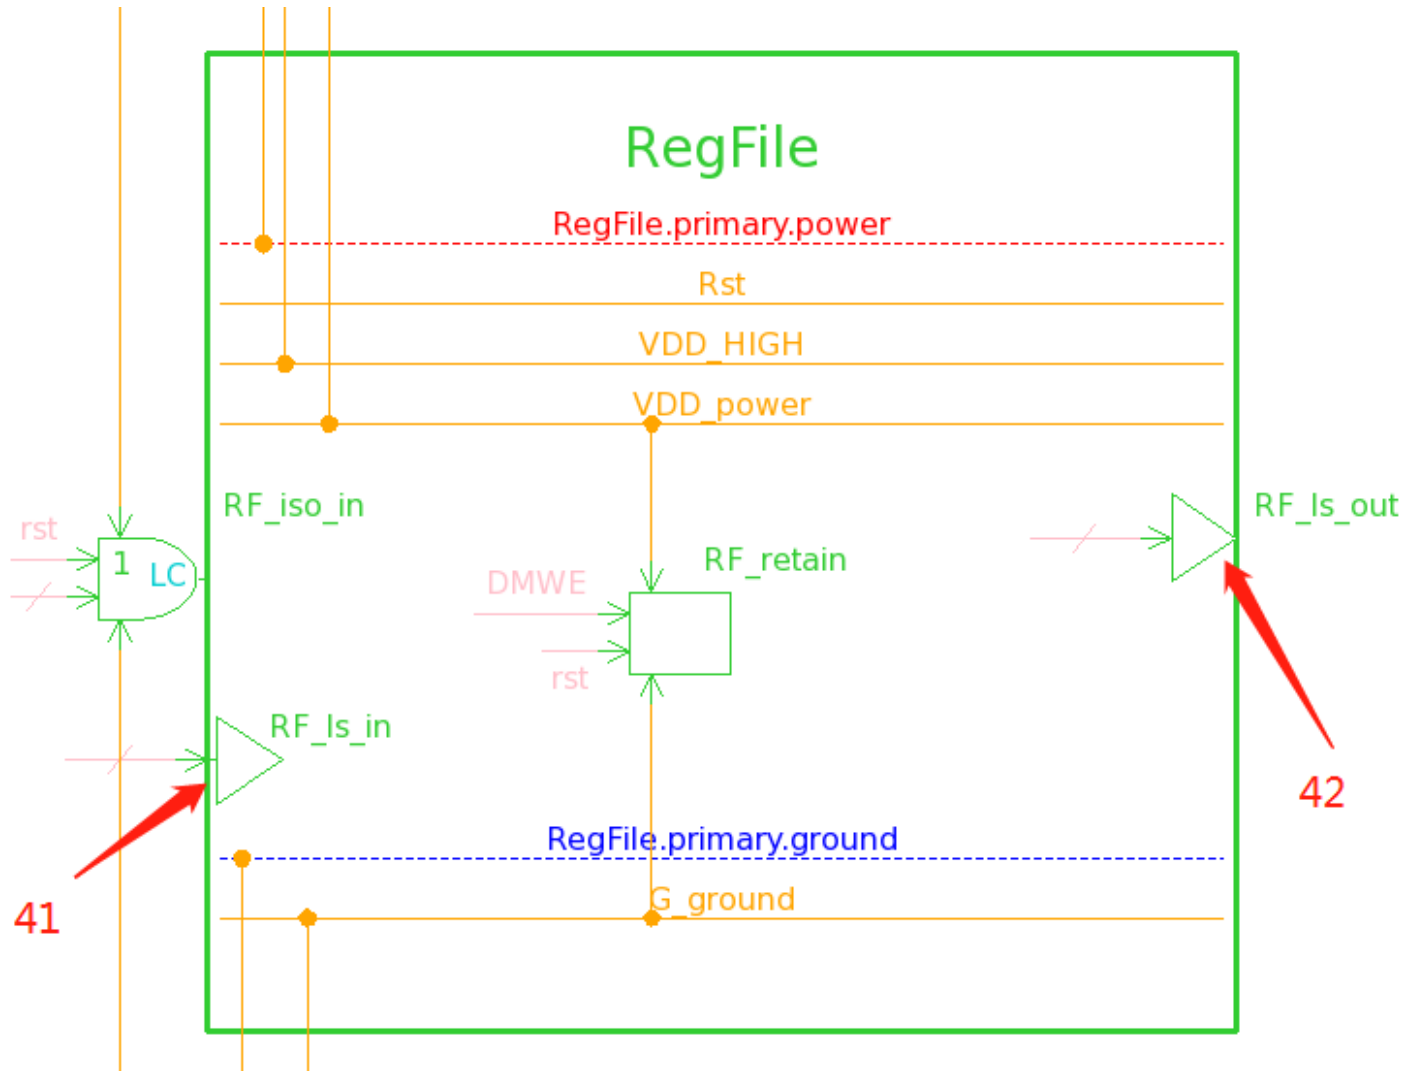 RegFile
RegFile.primary.power
Rst
VDD_HIGH
VDD_power
RF_iso_in
RF_ls_out
rst
1
LC
RF_retain
DMWE
rst
RF_ls_in
42
RegFile.primary.ground
G_ground
41